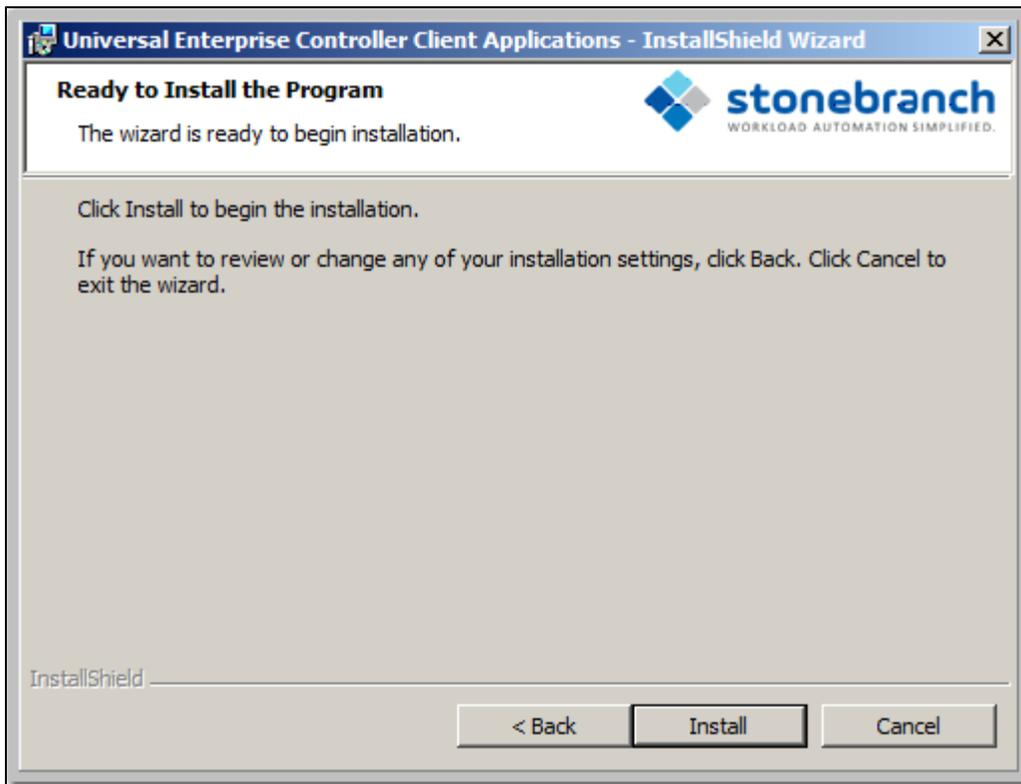 Universal Enterprise Controller Client Applications - InstallShield Wizard
Ready to Install the Program
The wizard is ready to begin installation.
stonebranch
WORKLOAD AUTOMATION SIMPLIFIED.
Click Install to begin the installation.
If you want to review or change any of your installation settings, click Back. Click Cancel to
exit the wizard.
InstallShield
< Back
Install
Cancel